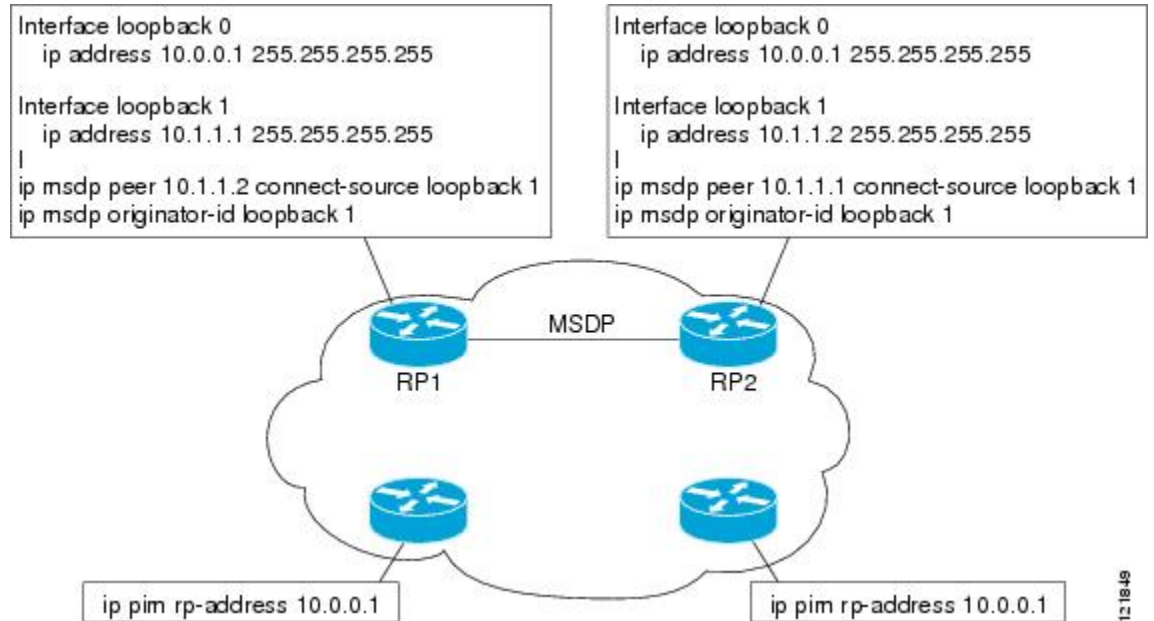 Interface loopback 0
ip address 10.0.0.1 255.255.255.255
Interface loopback 1
ip address 10.1.1.1 255.255.255.255
!
ip msdp peer 10.1.1.2 connect-source loopback 1
ip msdp originator-id loopback 1
Interface loopback 0
ip address 10.0.0.1 255.255.255.255
Interface loopback 1
ip address 10.1.1.2 255.255.255.255
!
ip msdp peer 10.1.1.1 connect-source loopback 1
ip msdp originator-id loopback 1
MSDP
RP1
RP2
ip pim rp-address 10.0.0.1
ip pim rp-address 10.0.0.1
121849